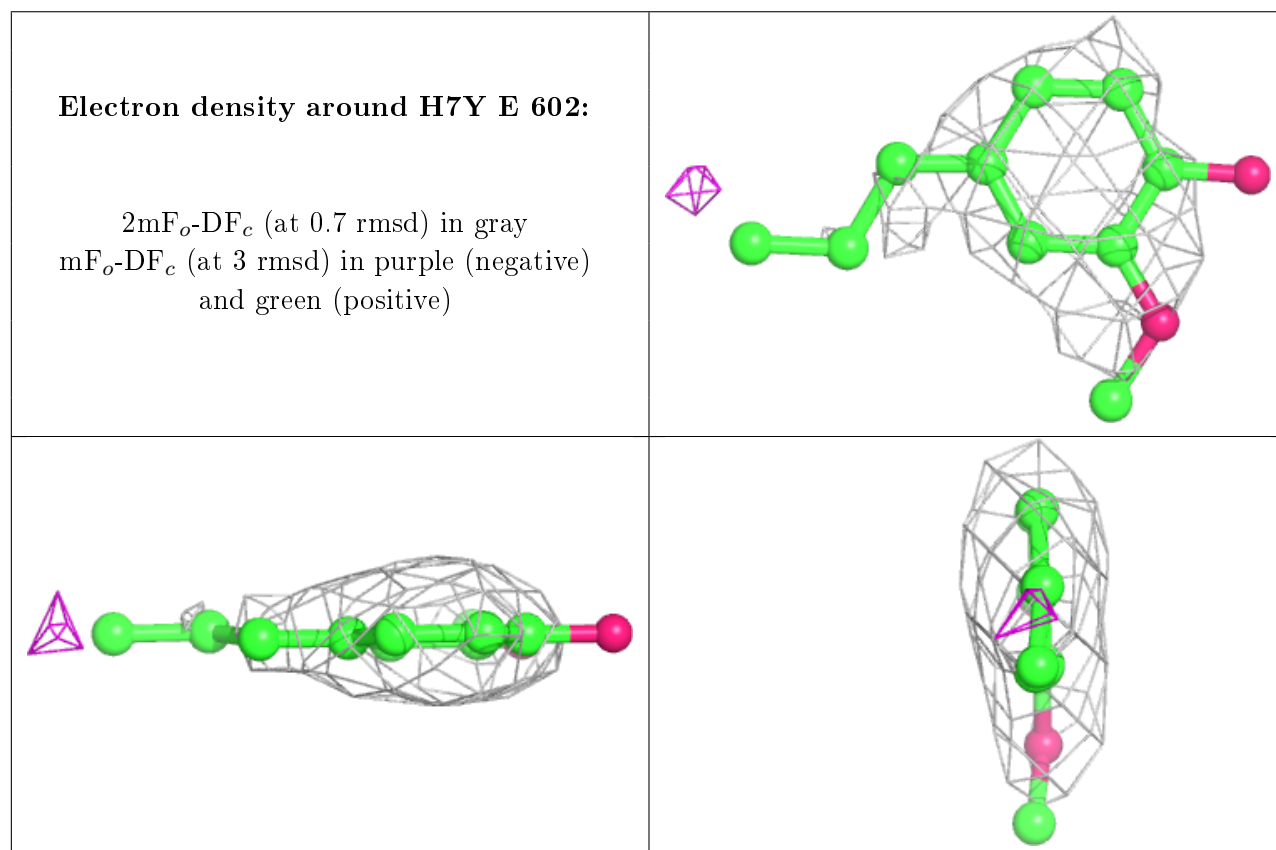 Electron density around H7Y E 602:
2mFo-DFc (at 0.7 rmsd) in gray
mFo-DFc (at 3 rmsd) in purple (negative)
and green (positive)